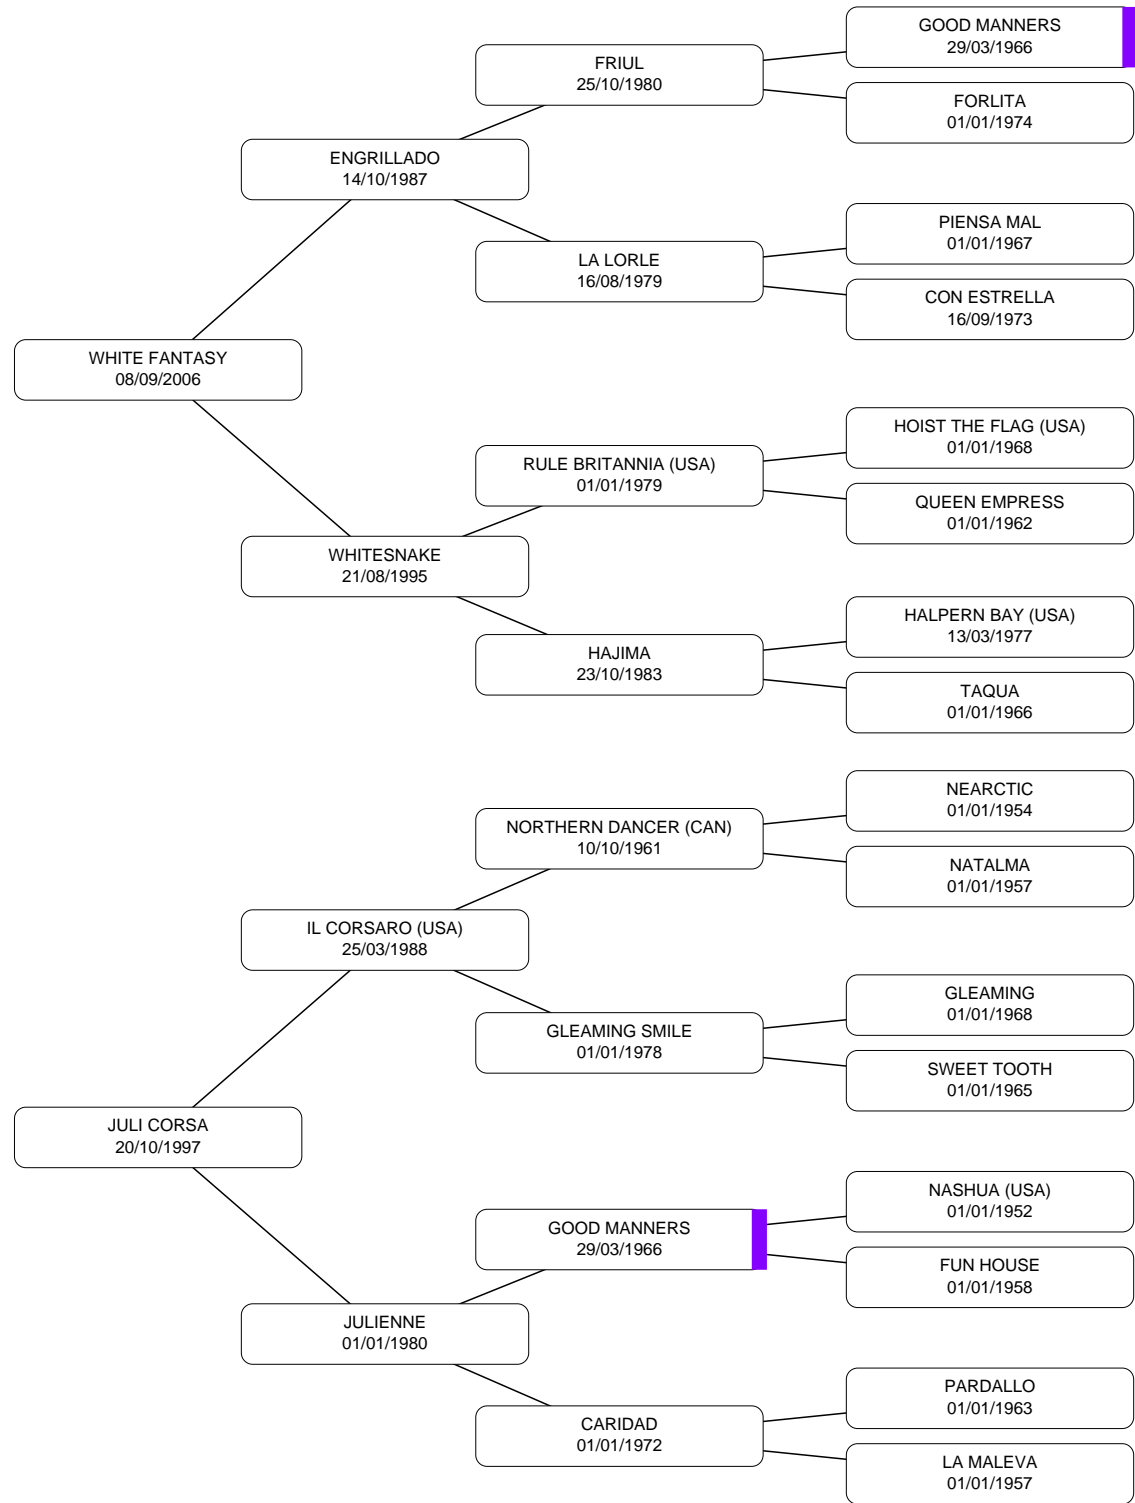 GOOD MANNERS
29/03/1966
FRIUL
25/10/1980
FORLITA
01/01/1974
ENGRILLADO
14/10/1987
PIENSA MAL
01/01/1967
LA LORLE
16/08/1979
CON ESTRELLA
16/09/1973
WHITE FANTASY
08/09/2006
HOIST THE FLAG (USA)
01/01/1968
RULE BRITANNIA (USA)
01/01/1979
QUEEN EMPRESS
01/01/1962
WHITESNAKE
21/08/1995
HALPERN BAY (USA)
13/03/1977
HAJIMA
23/10/1983
TAQUA
01/01/1966
NEARCTIC
01/01/1954
NORTHERN DANCER (CAN)
10/10/1961
NATALMA
01/01/1957
IL CORSARO (USA)
25/03/1988
GLEAMING
01/01/1968
GLEAMING SMILE
01/01/1978
SWEET TOOTH
01/01/1965
JULI CORSA
20/10/1997
NASHUA (USA)
01/01/1952
GOOD MANNERS
29/03/1966
FUN HOUSE
01/01/1958
JULIENNE
01/01/1980
PARDALLO
01/01/1963
CARIDAD
01/01/1972
LA MALEVA
01/01/1957